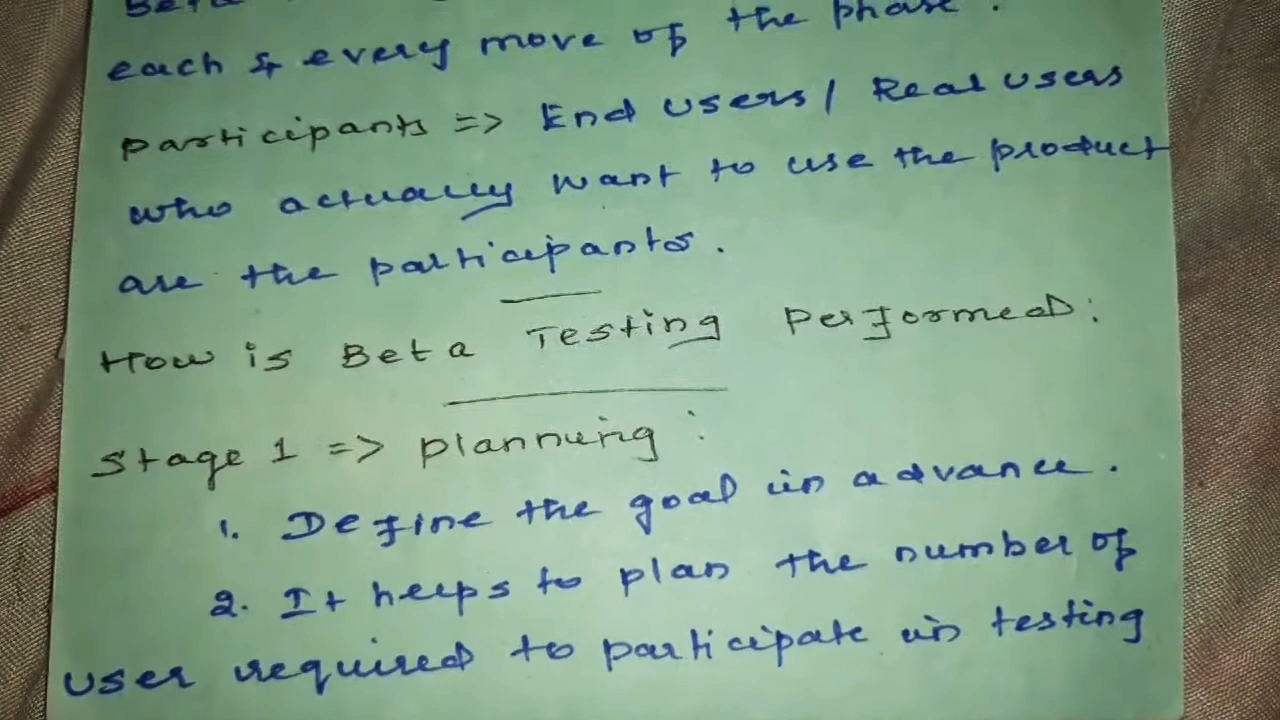 Beta
each & every move of the phase.
Participants => End users / Real users
who actually want to use the product
are the participants.
How is Beta Testing Performed:
Stage 1 => Planning:
1. Define the goal in advance.
2. It helps to plan the number of
user required to participate in testing